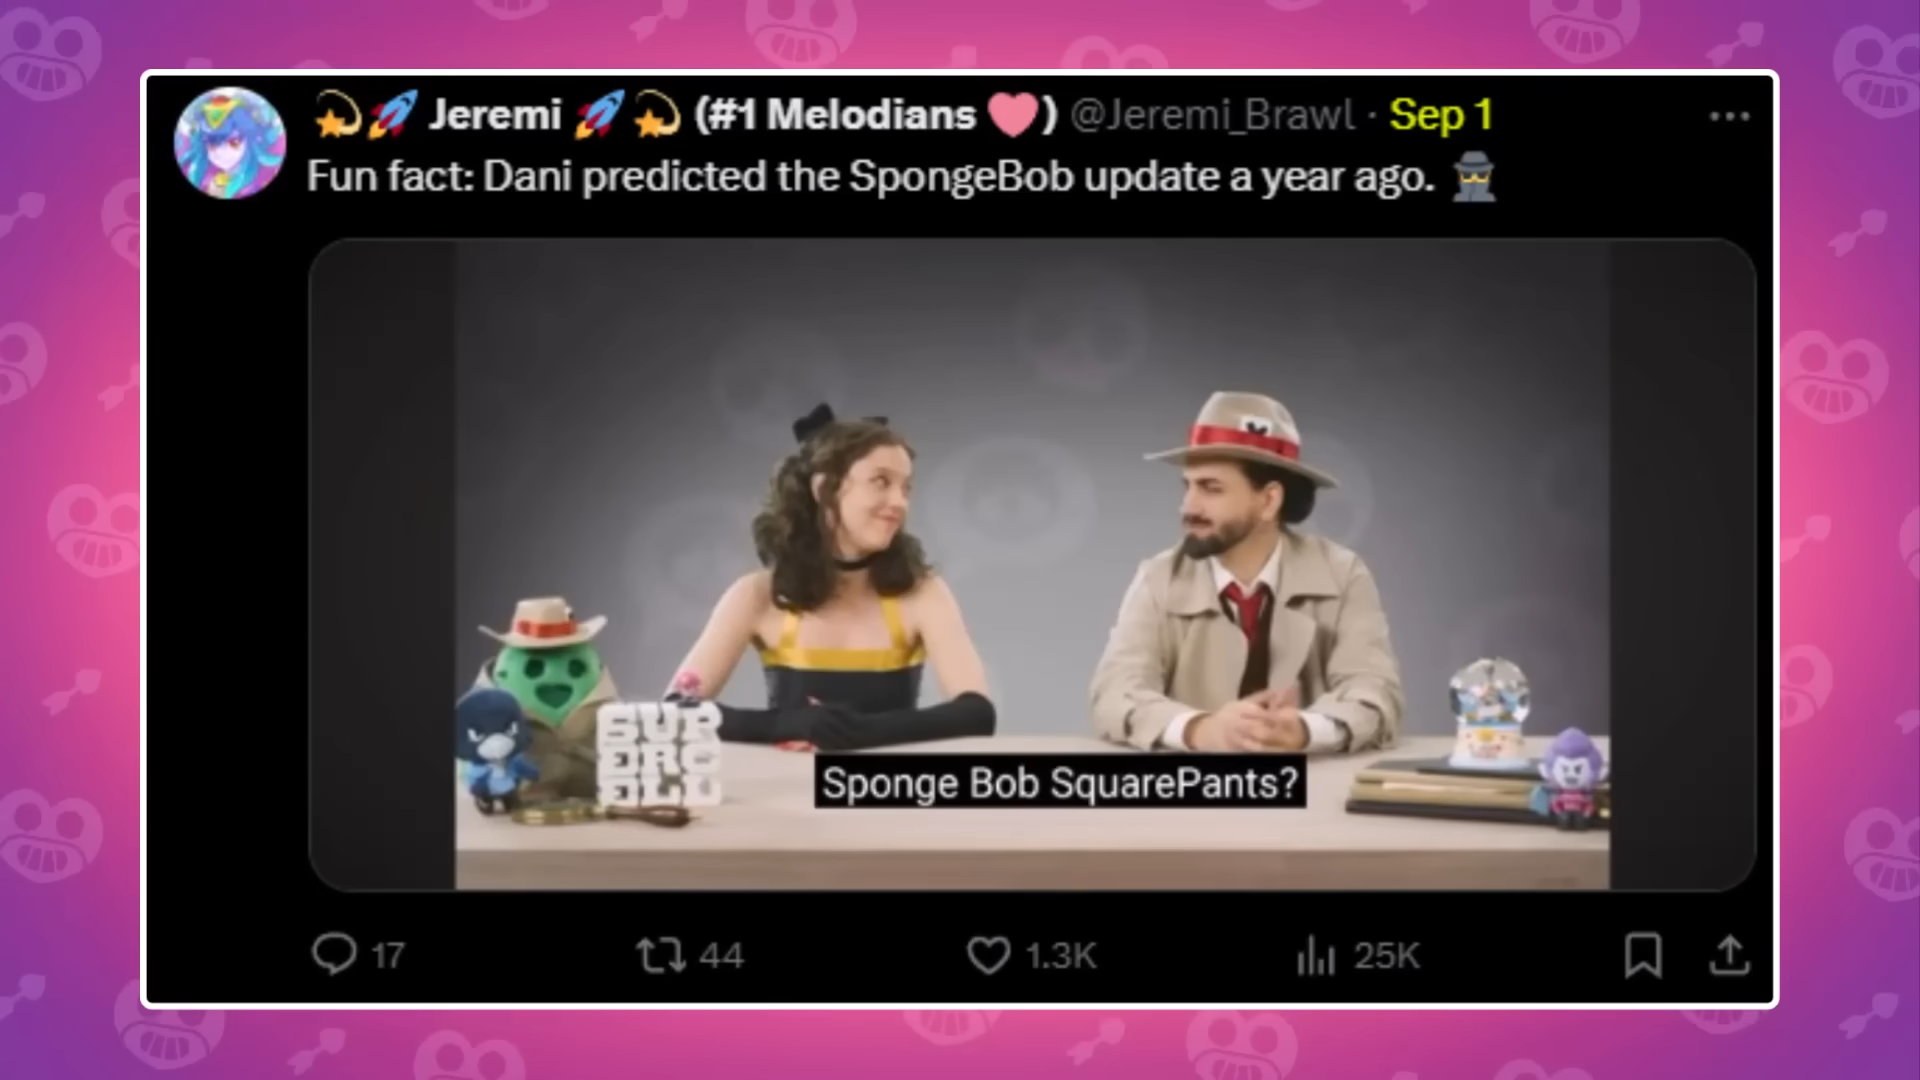 Jeremi (#1 Melodians) @Jeremi_Brawl · Sep 1
Fun fact: Dani predicted the SpongeBob update a year ago.
SUP
ERC
ELL
Sponge Bob SquarePants?
17 44 1.3K 25K